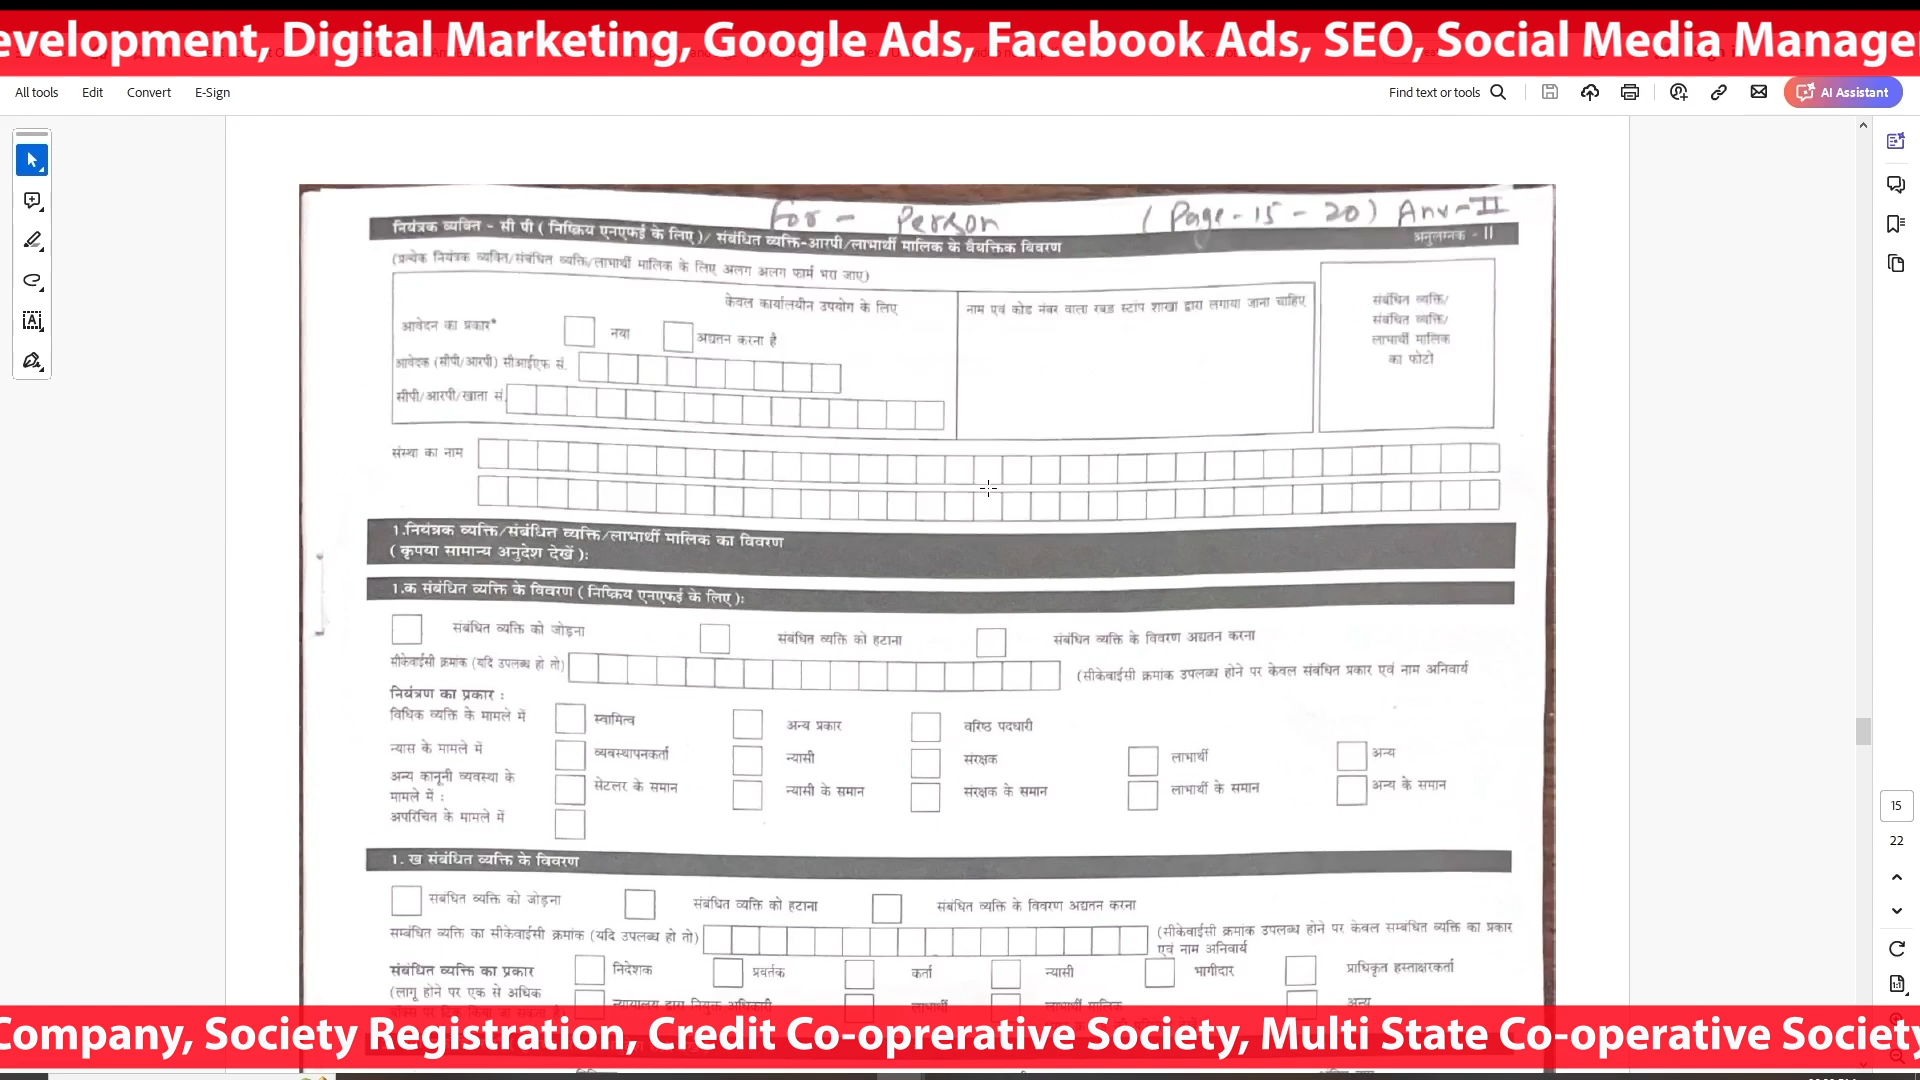 evelopment, Digital Marketing, Google Ads, Facebook Ads, SEO, Social Media Manage
All tools Edit Convert E-Sign Find text or tools AI Assistant
For - Person (Page-15-20) Anv-II
नियंत्रक व्यक्ति - सी पी ( निष्क्रिय एनएफई के लिए )/ संबंधित व्यक्ति-आरपी/लाभार्थी मालिक के वैयक्तिक विवरण अनुलग्नक - II
(प्रत्येक नियंत्रक व्यक्ति/संबंधित व्यक्ति/लाभार्थी मालिक के लिए अलग अलग फार्म भरा जाए)
केवल कार्यालयीन उपयोग के लिए
नाम एवं कोड नंबर वाला रबड स्टांप शाखा द्वारा लगाया जाना चाहिए
संबंधित व्यक्ति/
संबंधित व्यक्ति/
लाभार्थी मालिक
का फोटो
आवेदन का प्रकार* नया अद्यतन करना है
आवेदक (सीपी/आरपी) सीआईएफ सं.
सीपी/आरपी/खाता सं.
संस्था का नाम
1.नियंत्रक व्यक्ति/संबंधित व्यक्ति/लाभार्थी मालिक का विवरण
( कृपया सामान्य अनुदेश देखें ):
1.क संबंधित व्यक्ति के विवरण ( निष्क्रिय एनएफई के लिए ):
संबंधित व्यक्ति को जोड़ना संबंधित व्यक्ति को हटाना संबंधित व्यक्ति के विवरण अद्यतन करना
सीकेवाईसी क्रमांक (यदि उपलब्ध हो तो) (सीकेवाईसी क्रमांक उपलब्ध होने पर केवल संबंधित प्रकार एवं नाम अनिवार्य
नियंत्रण का प्रकार :
विधिक व्यक्ति के मामले में स्वामित्व अन्य प्रकार वरिष्ठ पदधारी
न्यास के मामले में व्यवस्थापनकर्ता न्यासी संरक्षक लाभार्थी अन्य
अन्य कानूनी व्यवस्था के
मामले में : सेटलर के समान न्यासी के समान संरक्षक के समान लाभार्थी के समान अन्य के समान
अपरिचित के मामले में
1. ख संबंधित व्यक्ति के विवरण
संबंधित व्यक्ति को जोड़ना संबंधित व्यक्ति को हटाना संबंधित व्यक्ति के विवरण अद्यतन करना
सम्बंधित व्यक्ति का सीकेवाईसी क्रमांक (यदि उपलब्ध हो तो) (सीकेवाईसी क्रमांक उपलब्ध होने पर केवल सम्बंधित व्यक्ति का प्रकार
एवं नाम अनिवार्य
संबंधित व्यक्ति का प्रकार निदेशक प्रवर्तक कर्ता न्यासी भागीदार प्राधिकृत हस्ताक्षरकर्ता
(लागू होने पर एक से अधिक न्यायालय द्वारा नियुक्त अधिकारी लाभार्थी लाभार्थी मालिक अन्य
15
22
Company, Society Registration, Credit Co-oprerative Society, Multi State Co-operative Society